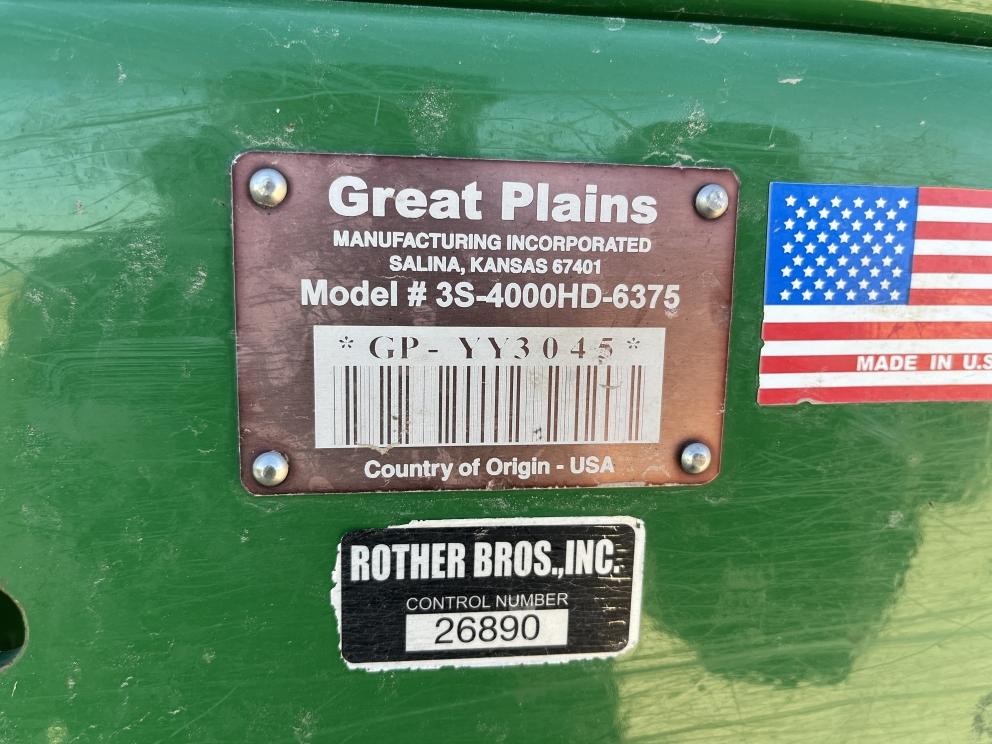 Great Plains
MANUFACTURING INCORPORATED
SALINA, KANSAS 67401
Model # 3S-4000HD-6375
* GP- YY3045 *
Country of Origin - USA
MADE IN U.S
ROTHER BROS.,INC.
CONTROL NUMBER
26890